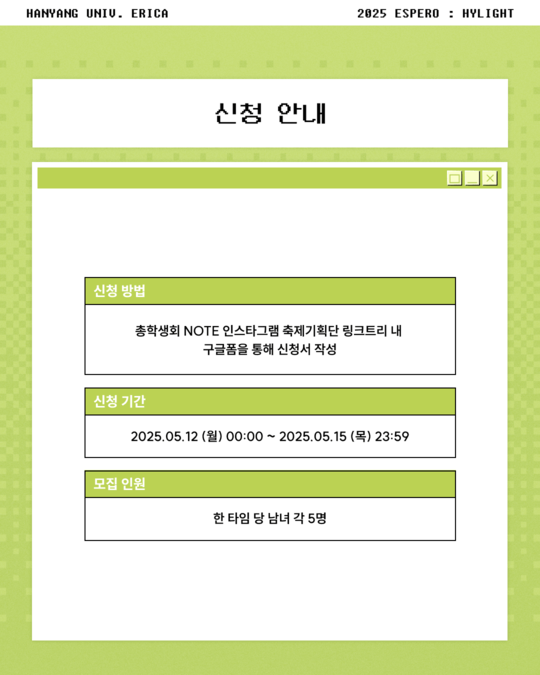 HANYANG UNIV. ERICA
2025 ESPERO : HYLIGHT
신청 안내
신청 방법
총학생회 NOTE 인스타그램 축제기획단 링크트리 내
구글폼을 통해 신청서 작성
신청 기간
2025.05.12 (월) 00:00 ~ 2025.05.15 (목) 23:59
모집 인원
한 타임 당 남녀 각 5명